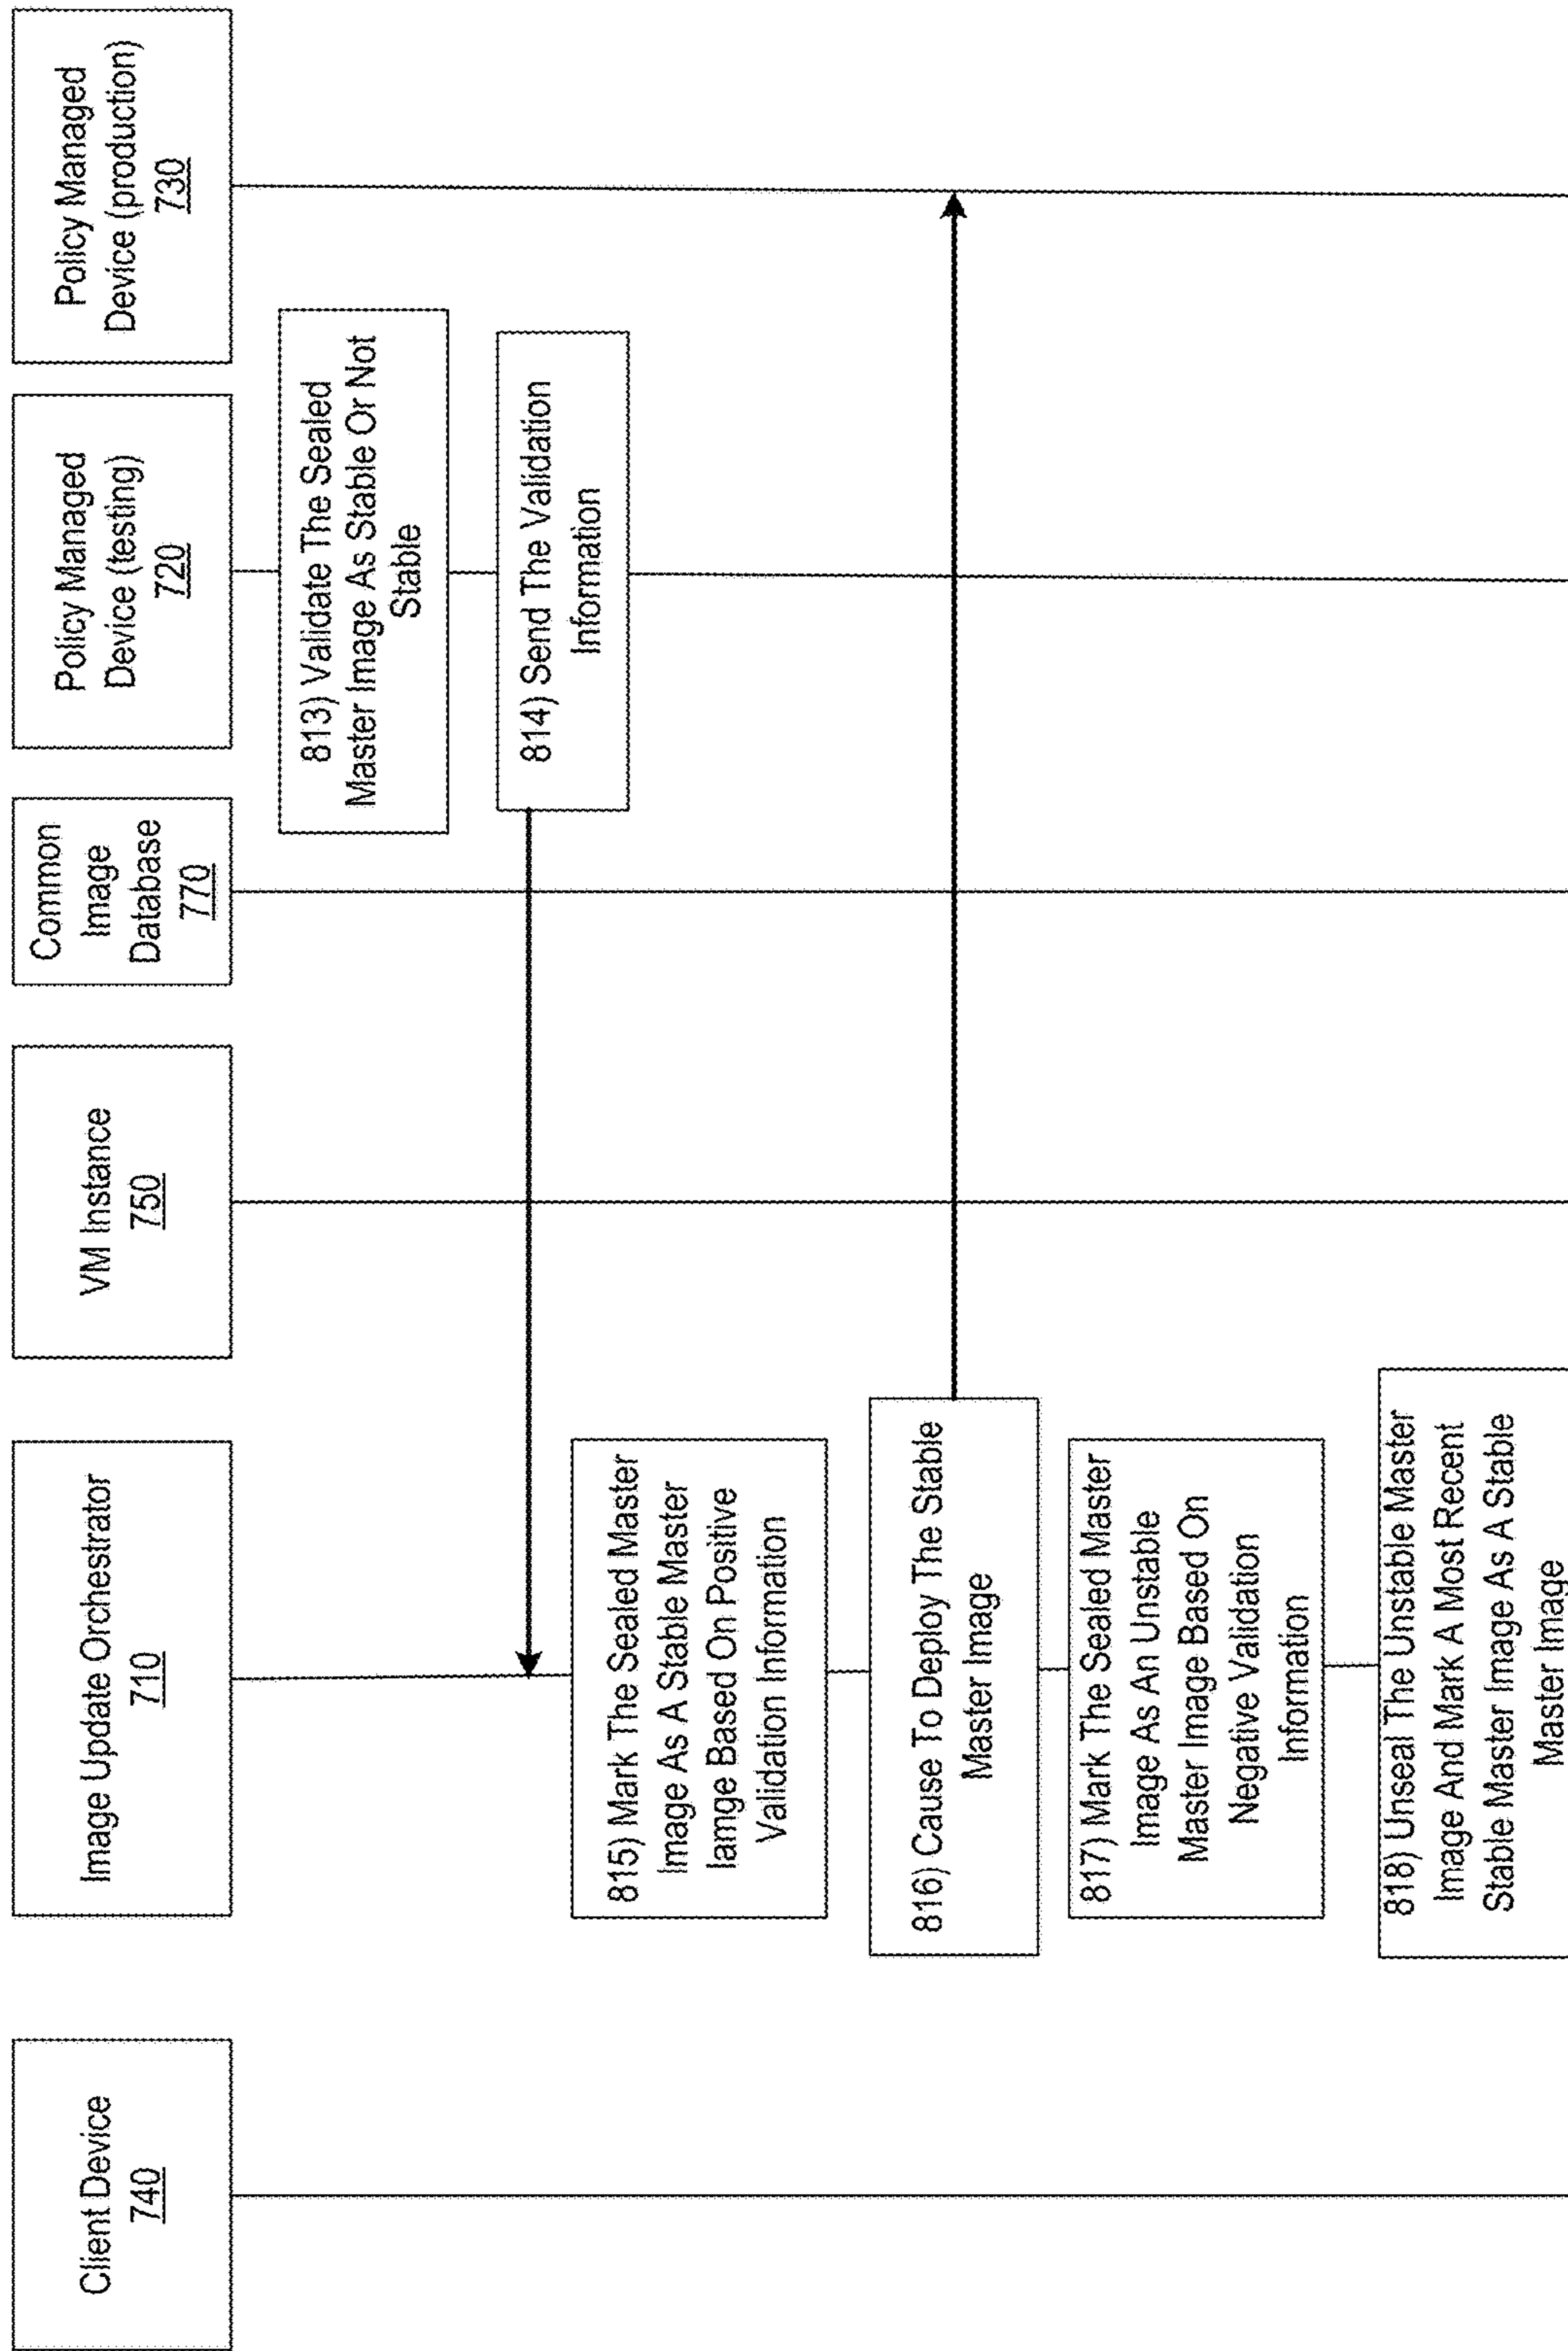 Client Device
740
Image Update Orchestrator
710
VM Instance
750
Common
Image
Database
770
Policy Managed
Device (testing)
720
Policy Managed
Device (production)
730
813) Validate The Sealed
Master Image As Stable Or Not
Stable
814) Send The Validation
Information
815) Mark The Sealed Master
Image As A Stable Master
Iamge Based On Positive
Validation Information
816) Cause To Deploy The Stable
Master Image
817) Mark The Sealed Master
Image As An Unstable
Master Image Based On
Negative Validation
Information
818) Unseal The Unstable Master
Image And Mark A Most Recent
Stable Master Image As A Stable
Master Image